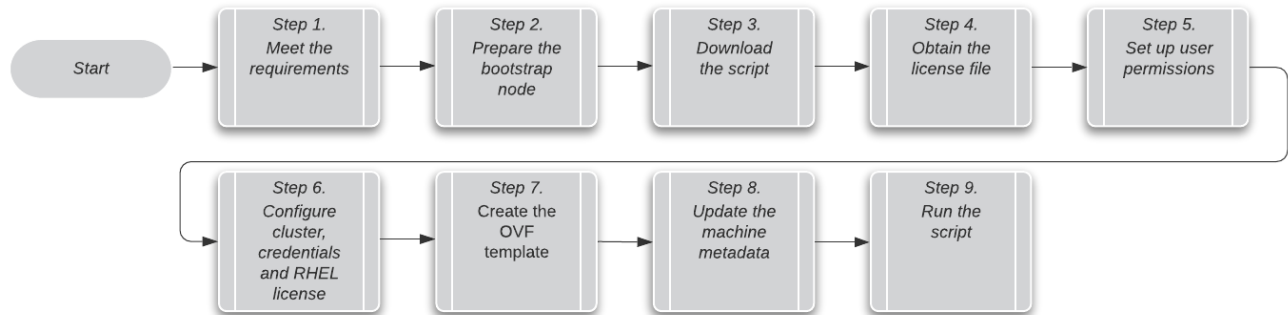 Start
Step 1.
Meet the
requirements
Step 2.
Prepare the
bootstrap
node
Step 3.
Download
the script
Step 4.
Obtain the
license file
Step 5.
Set up user
permissions
Step 6.
Configure
cluster,
credentials
and RHEL
license
Step 7.
Create the
OVF
template
Step 8.
Update the
machine
metadata
Step 9.
Run the
script